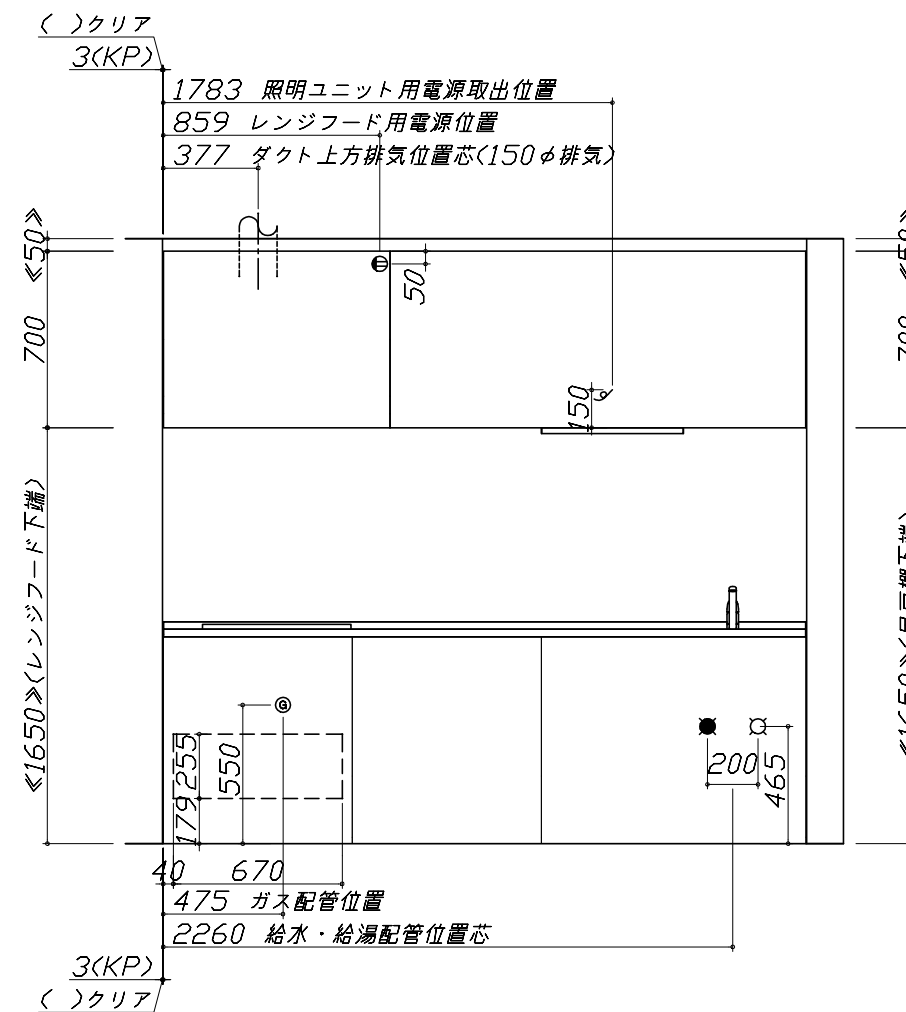 ( )クリア
3(KP)
1783 照明ユニット用電源取出位置
859 レンジフード用電源位置
377 ダクト上方排気位置芯(150φ排気)
≪50≫
700
≪1650≫(レンジフード下端)
50
150
G
550
255
179
200
465
40
670
475 ガス配管位置
2260 給水・給湯配管位置芯
3(KP)
( )クリア